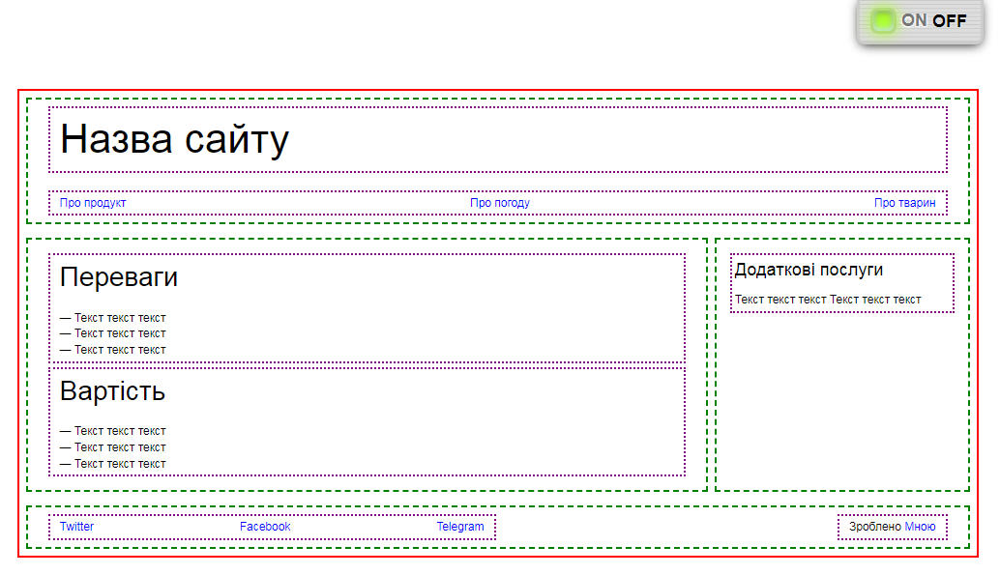 ON OFF
Назва сайту
Про продукт Про погоду Про тварин
Переваги
— Текст текст текст
— Текст текст текст
— Текст текст текст
Вартість
— Текст текст текст
— Текст текст текст
— Текст текст текст
Додаткові послуги
Текст текст текст Текст текст текст
Twitter Facebook Telegram
Зроблено Мною